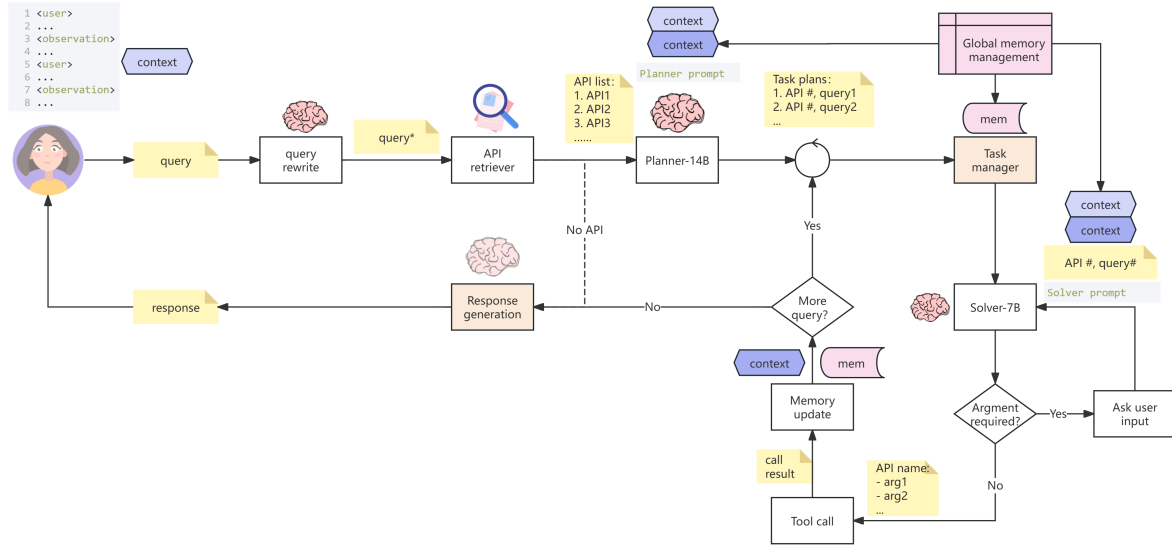 1 <user>
2 ...
3 <observation>
4 ...
5 <user>
6 ...
7 <observation>
8 ...
context
context
context
Planner prompt
Global memory
management
API list:
1. API1
2. API2
3. API3
......
Task plans:
1. API #, query1
2. API #, query2
...
mem
query
query
rewrite
query*
API
retriever
Planner-14B
Task
manager
context
context
No API
Yes
API #, query#
Solver prompt
response
Response
generation
No
More
query?
Solver-7B
context
mem
Memory
update
Argment
required?
Yes
Ask user
input
call
result
API name:
- arg1
- arg2
...
No
Tool call